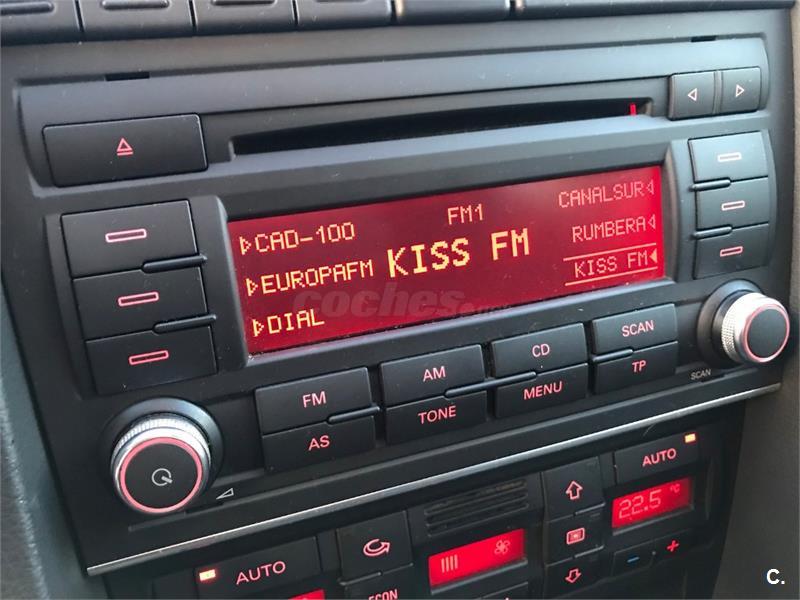 CAD-100
FM1
CANALSUR
EUROPAFM
KISS FM
RUMBERA
DIAL
KISS FM
coches.net
FM
AM
CD
SCAN
AS
TONE
MENU
TP
SCAN
AUTO
22.5 °C
AUTO
ECON
C.